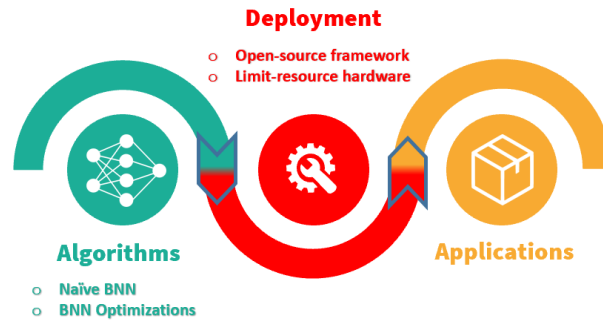 Deployment
o Open-source framework
o Limit-resource hardware
Algorithms
o Naïve BNN
o BNN Optimizations
Applications